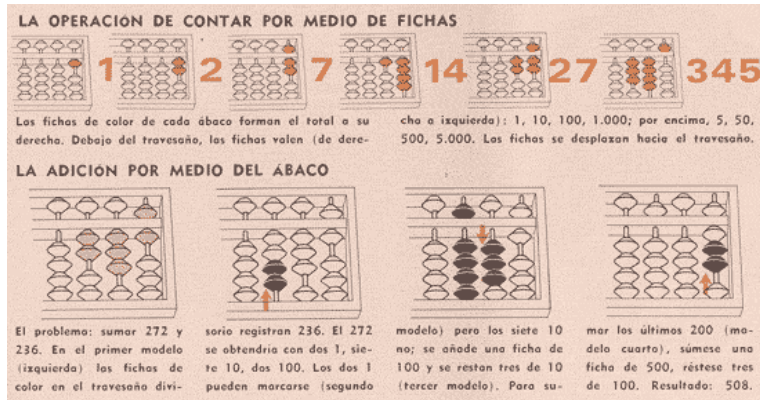 LA OPERACIÓN DE CONTAR POR MEDIO DE FICHAS
1 2 7 14 27 345
Las fichas de color de cada ábaco forman el total a su
derecha. Debajo del travesaño, las fichas valen (de dere-
cha a izquierda): 1, 10, 100, 1.000; por encima, 5, 50,
500, 5.000. Las fichas se desplazan hacia el travesaño.
LA ADICIÓN POR MEDIO DEL ÁBACO
El problema: sumar 272 y
236. En el primer modelo
(izquierda) las fichas de
color en el travesaño divi-
sorio registran 236. El 272
se obtendría con dos 1, sie-
te 10, dos 100. Los dos 1
pueden marcarse (segundo
modelo) pero los siete 10
no; se añade una ficha de
100 y se restan tres de 10
(tercer modelo). Para su-
mar los últimos 200 (mo-
delo cuarto), súmese una
ficha de 500, réstese tres
de 100. Resultado: 508.